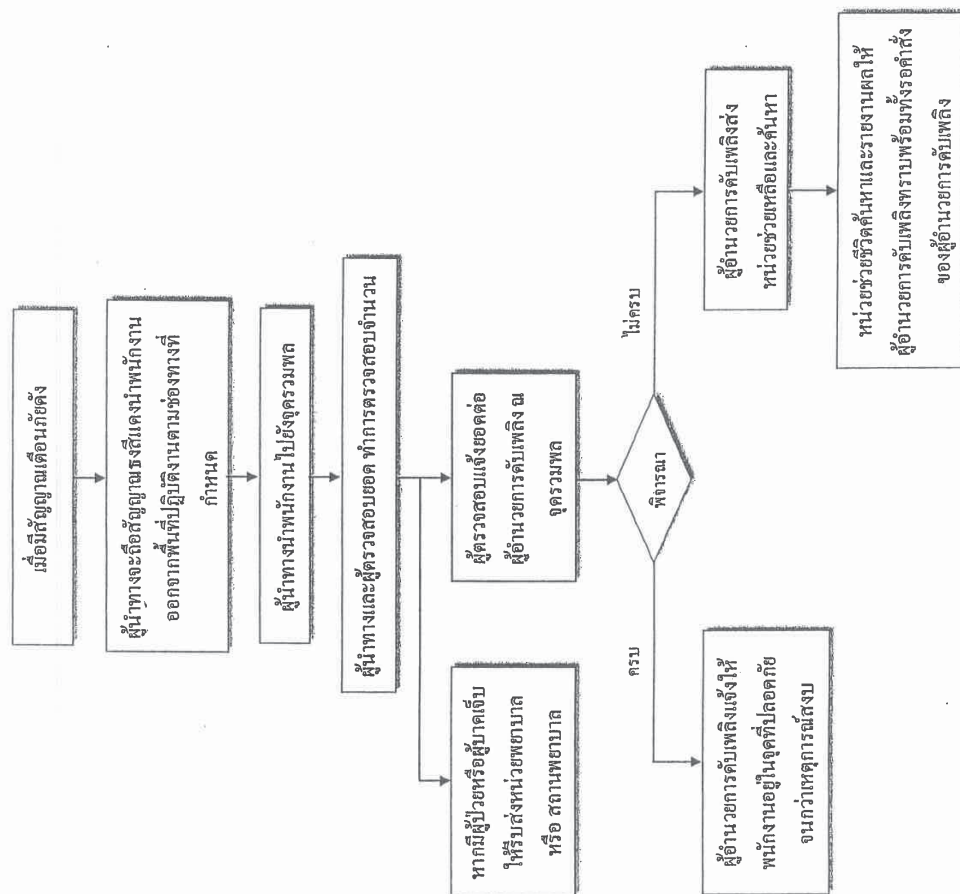 เมื่อมีสัญญาณเตือนภัยดัง
ผู้นำทางจะถือสัญญาณธงสีแดงนำพนักงาน
ออกจากพื้นที่ปฏิบัติงานตามช่องทางที่
กำหนด
ผู้นำทางนำพนักงานไปยังจุดรวมพล
ผู้นำทางและผู้ตรวจสอบยอด ทำการตรวจสอบจำนวน
หากมีผู้ป่วยหรือผู้บาดเจ็บ
ให้รีบส่งหน่วยพยาบาล
หรือ สถานพยาบาล
ผู้ตรวจสอบแจ้งยอดต่อ
ผู้อำนวยการดับเพลิง ณ
จุดรวมพล
พิจารณา
ครบ
ไม่ครบ
ผู้อำนวยการดับเพลิงแจ้งให้
พนักงานอยู่ในจุดที่ปลอดภัย
จนกว่าเหตุการณ์สงบ
ผู้อำนวยการดับเพลิงสั่ง
หน่วยช่วยเหลือและค้นหา
หน่วยช่วยชีวิตค้นหาและรายงานผลให้
ผู้อำนวยการดับเพลิงทราบพร้อมทั้งรอคำสั่ง
ของผู้อำนวยการดับเพลิง